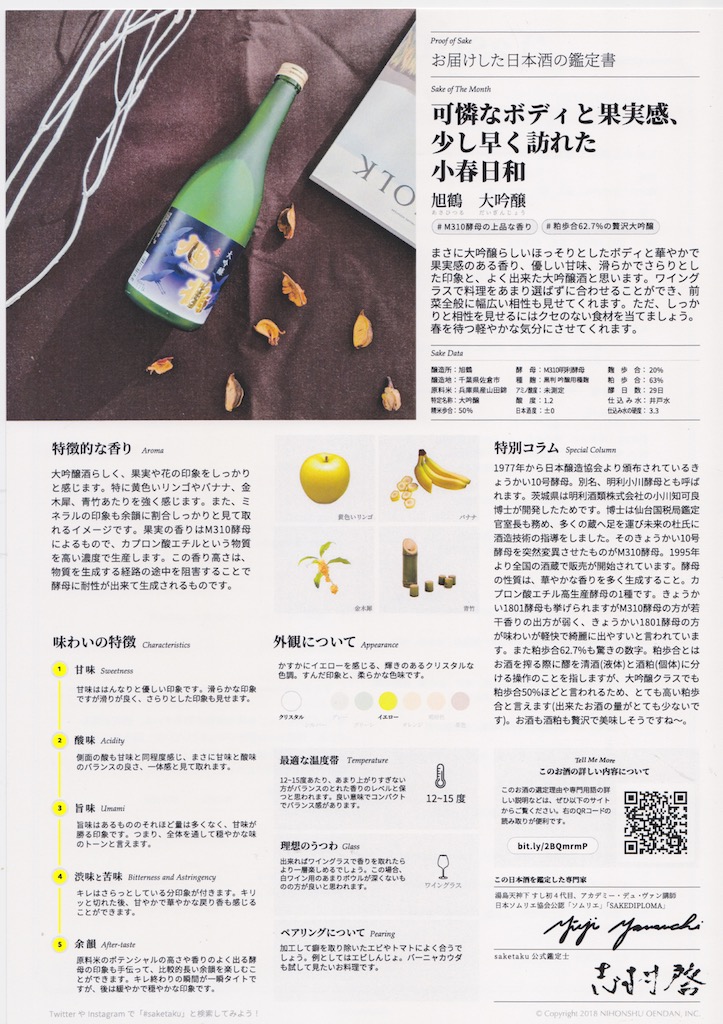 Proof of Sake
お届けした日本酒の鑑定書
Sake of The Month
可憐なボディと果実感、
少し早く訪れた
小春日和
旭鶴　大吟醸
あさひつる　だいぎんじょう
# M310酵母の上品な香り
# 粕歩合62.7%の贅沢大吟醸
まさに大吟醸らしいほっそりとしたボディと華やかで
果実感のある香り、優しい甘味、滑らかでさらりとし
た印象と、よく出来た大吟醸酒と思います。ワイング
ラスで料理をあまり選ばずに合わせることができ、前
菜全般に幅広い相性も見せてくれます。ただ、しっか
りと相性を見せるにはクセのない食材を当てましょう。
春を待つ軽やかな気分にさせてくれます。
Sake Data
醸造所：旭鶴
醸造地：千葉県佐倉市
原料米：兵庫県産山田錦
特定名称：大吟醸
精米歩合：50%
酵 母：M310明利酵母
種 麹：黒判 吟醸用種麹
アミノ酸度：未測定
酸 度：1.2
日本酒度：±0
麹 歩 合：20%
粕 歩 合：63%
醪 日 数：29日
仕 込 み 水：井戸水
仕込み水の硬度：3.3
大吟醸
旭鶴
OLK
特徴的な香り Aroma
大吟醸酒らしく、果実や花の印象をしっかり
と感じます。特に黄色いリンゴやバナナ、金
木犀、青竹あたりを強く感じます。また、ミ
ネラルの印象も余韻に割合しっかりと見て取
れるイメージです。果実の香りはM310酵母
によるもので、カプロン酸エチルという物質
を高い濃度で生産します。この香り高さは、
物質を生成する経路の途中を阻害することで
酵母に耐性が出来て生成されるものです。
黄色いリンゴ
バナナ
金木犀
青竹
特別コラム Special Column
1977年から日本醸造協会より頒布されているき
ょうかい10号酵母。別名、明利小川酵母とも呼ば
れます。茨城県は明利酒類株式会社の小川知可良
博士が開発したためです。博士は仙台国税局鑑定
官室長も務め、多くの蔵へ足を運び未来の杜氏に
酒造技術の指導をしました。そのきょうかい10号
酵母を突然変異させたものがM310酵母。1995年
より全国の酒蔵で販売が開始されています。酵母
の性質は、華やかな香りを多く生成すること。カ
プロン酸エチル高生産酵母の1種です。きょうか
い1801酵母も挙げられますがM310酵母の方が若
干香りの出方が弱く、きょうかい1801酵母の方
が味わいが軽快で綺麗に出やすいと言われていま
す。また粕歩合62.7%も驚きの数字。粕歩合とは
お酒を搾る際に醪を清酒(液体)と酒粕(個体)に分
ける操作のことを指しますが、大吟醸クラスでも
粕歩合50%ほどと言われるため、とても高い粕歩
合と言えます(出来たお酒の量がとても少ないで
す)。お酒も酒粕も贅沢で美味しそうですね〜。
味わいの特徴 Characteristics
1 甘味 Sweetness
甘味ははんなりと優しい印象です。滑らかな印象
ですが滑りが良く、さらりとした印象も見せます。
2 酸味 Acidity
側面の酸も甘味と同程度感じ、まさに甘味と酸味
のバランスの良さ、一体感と見て取れます。
3 旨味 Umami
旨味はあるもののそれほど量は多くなく、甘味が
勝る印象です。つまり、全体を通して穏やかな味
のトーンと言えます。
4 渋味と苦味 Bitterness and Astringency
キレはさらっとしている分印象が付きます。キリ
ッと切れた後、甘やかで華やかな戻り香も感じる
ことができます。
5 余韻 After-taste
原料米のポテンシャルの高さや香りのよく出る酵
母の印象も手伝って、比較的長い余韻を楽しむこ
とができます。キレ終わりの瞬間が一瞬タイトで
すが、後は緩やかで穏やかな印象です。
外観について Appearance
かすかにイエローを感じる、輝きのあるクリスタルな
色調。すんだ印象と、柔らかな色味です。
クリスタル
イエロー
最適な温度帯 Temperature
12~15度あたり、あまり上がりすぎない
方がバランスのとれた香りのレベルと保
つと思われます。良い意味でコンパクト
でバランス感があります。
12~15 度
理想のうつわ Glass
出来ればワイングラスで香りを取れたら
より一層楽しめるでしょう。この場合、
白ワイン用のあまりボウルが深くないも
のの方が良いと思われます。
ワイングラス
ペアリングについて Pearing
加工して癖を取り除いたエビやトマトによく合うで
しょう。例としてはエビしんじょ。バーニャカウダ
も試して見たいお料理です。
Tell Me More
このお酒の詳しい内容について
このお酒の選定理由や専門用語の詳
しい説明などは、ぜひ以下のサイト
からご覧ください。右のQRコードの
読み取りが便利です。
bit.ly/2BQmrmP
この日本酒を鑑定した専門家
湯島天神下 すし初４代目、アカデミー・デュ・ヴァン講師
日本ソムリエ協会公認「ソムリエ」「SAKEDIPLOMA」
Yuji Yamauchi
saketaku 公式鑑定士
Twitter や Instagram で「#saketaku」と検索してみよう！
© Copyright 2018 NIHONSHU OENDAN, INC.